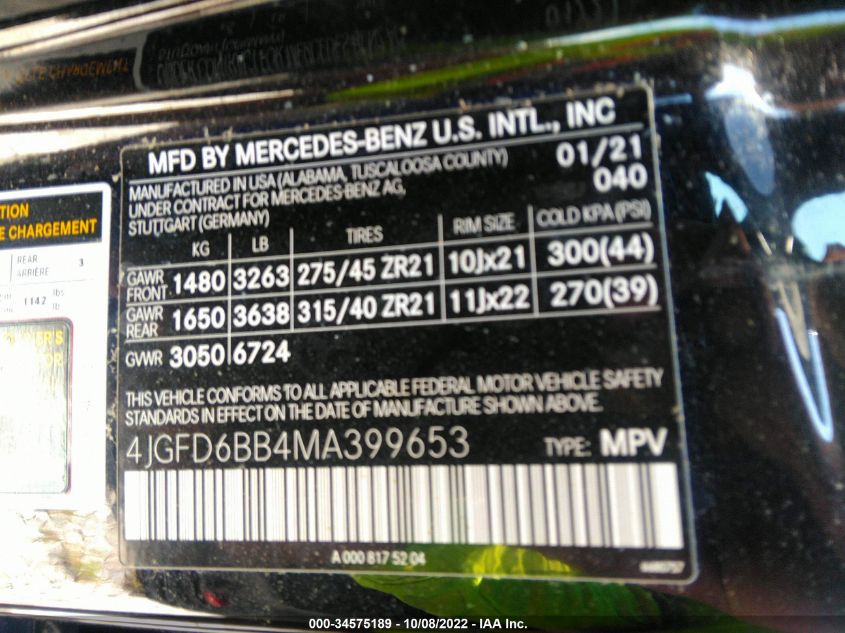 MFD BY MERCEDES-BENZ U.S. INTL., INC
MANUFACTURED IN USA (ALABAMA, TUSCALOOSA COUNTY) 01/21
UNDER CONTRACT FOR MERCEDES-BENZ AG, 040
STUTTGART (GERMANY)
KG LB TIRES RIM SIZE COLD KPA (PSI)
GAWR FRONT 1480 3263 275/45 ZR21 10Jx21 300(44)
GAWR REAR 1650 3638 315/40 ZR21 11Jx22 270(39)
GVWR 3050 6724
THIS VEHICLE CONFORMS TO ALL APPLICABLE FEDERAL MOTOR VEHICLE SAFETY
STANDARDS IN EFFECT ON THE DATE OF MANUFACTURE SHOWN ABOVE.
4JGFD6BB4MA399653 TYPE: MPV
A 000 817 52 04
CHARGEMENT
REAR 3
ARRIÈRE
lbs
000-34575189 - 10/08/2022 - IAA Inc.